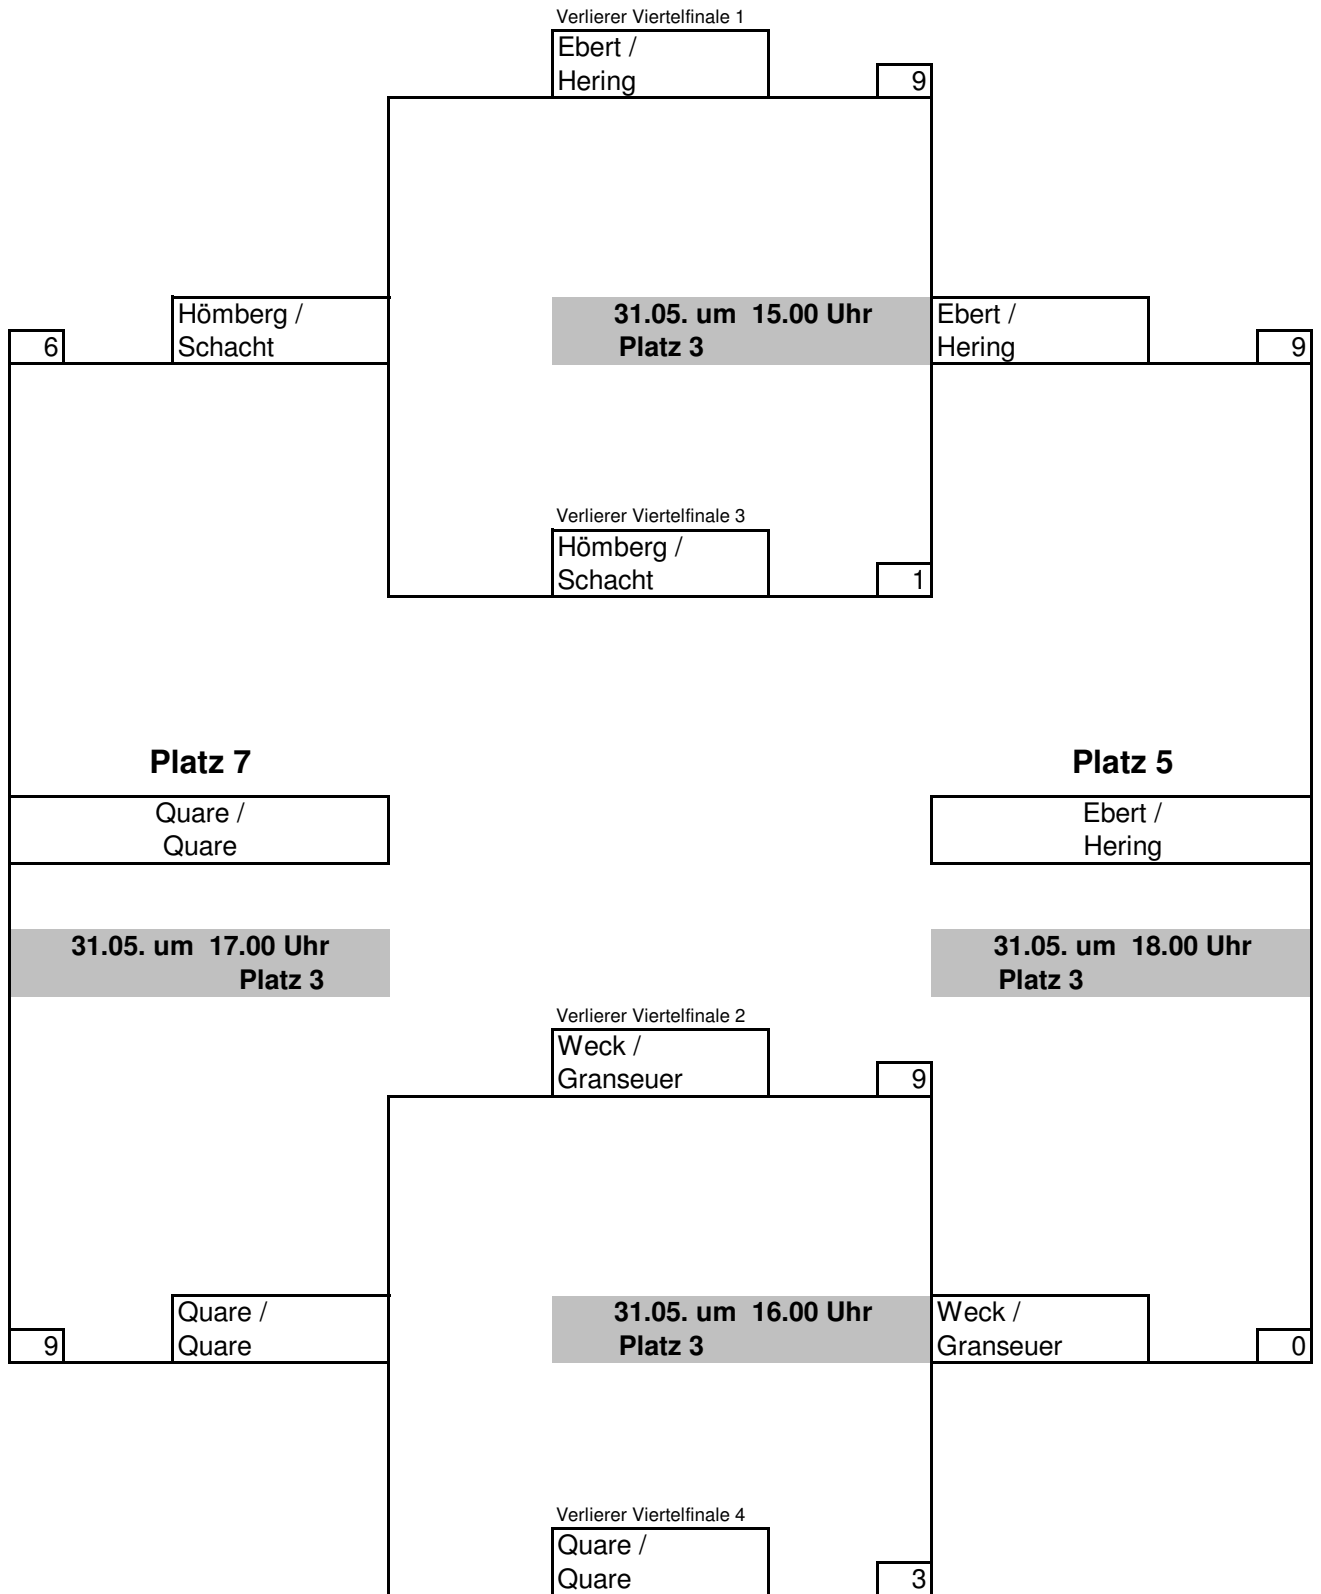 Verlierer Viertelfinale 1
Ebert /
Hering
9
Hömberg /
Schacht
6
31.05. um 15.00 Uhr
Platz 3
Ebert /
Hering
9
Verlierer Viertelfinale 3
Hömberg /
Schacht
1
Platz 7
Quare /
Quare
31.05. um 17.00 Uhr
Platz 3
Platz 5
Ebert /
Hering
31.05. um 18.00 Uhr
Platz 3
Verlierer Viertelfinale 2
Weck /
Granseuer
9
Quare /
Quare
9
31.05. um 16.00 Uhr
Platz 3
Weck /
Granseuer
0
Verlierer Viertelfinale 4
Quare /
Quare
3